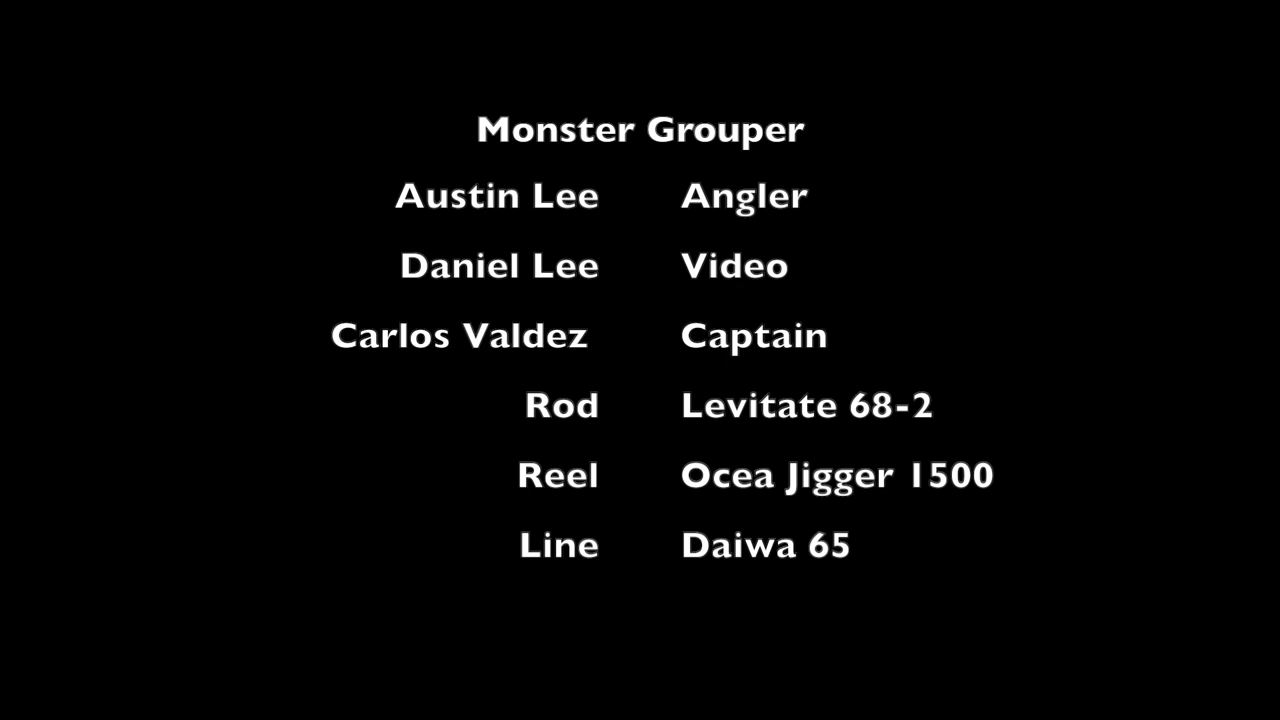 Monster Grouper
Austin Lee Angler
Daniel Lee Video
Carlos Valdez Captain
Rod Levitate 68-2
Reel Ocea Jigger 1500
Line Daiwa 65